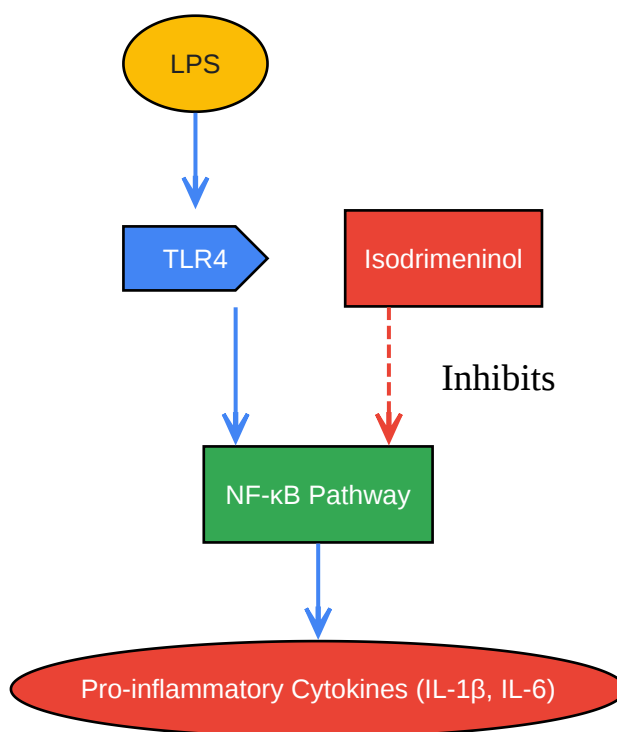 LPS
TLR4
Isodrimeninol
Inhibits
NF-κB Pathway
Pro-inflammatory Cytokines (IL-1β, IL-6)